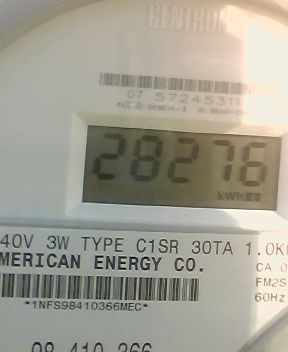 CENTRON
07 57245311
28276
kWh
40V 3W TYPE C1SR 30TA 1.0K
MERICAN ENERGY CO.
CA 0
FM2S
60Hz
*1NFS98410366MEC*
98 410 366